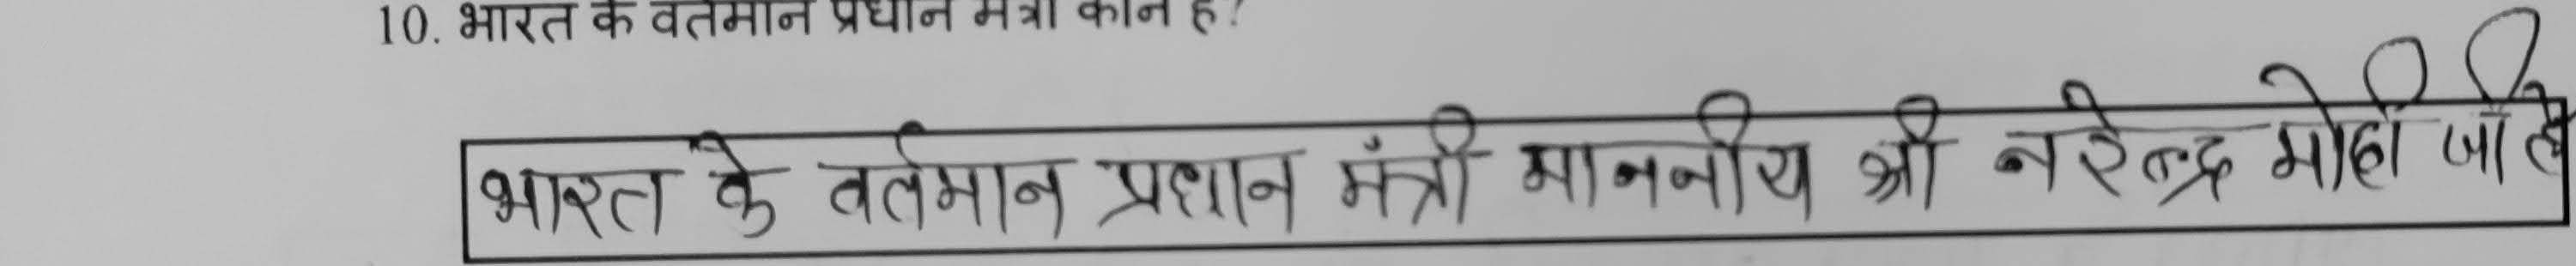 10. भारत के वर्तमान प्रधान मंत्री कौन है?
भारत के वर्तमान प्रधान मंत्री माननीय श्री नरेन्द्र मोदी जी है